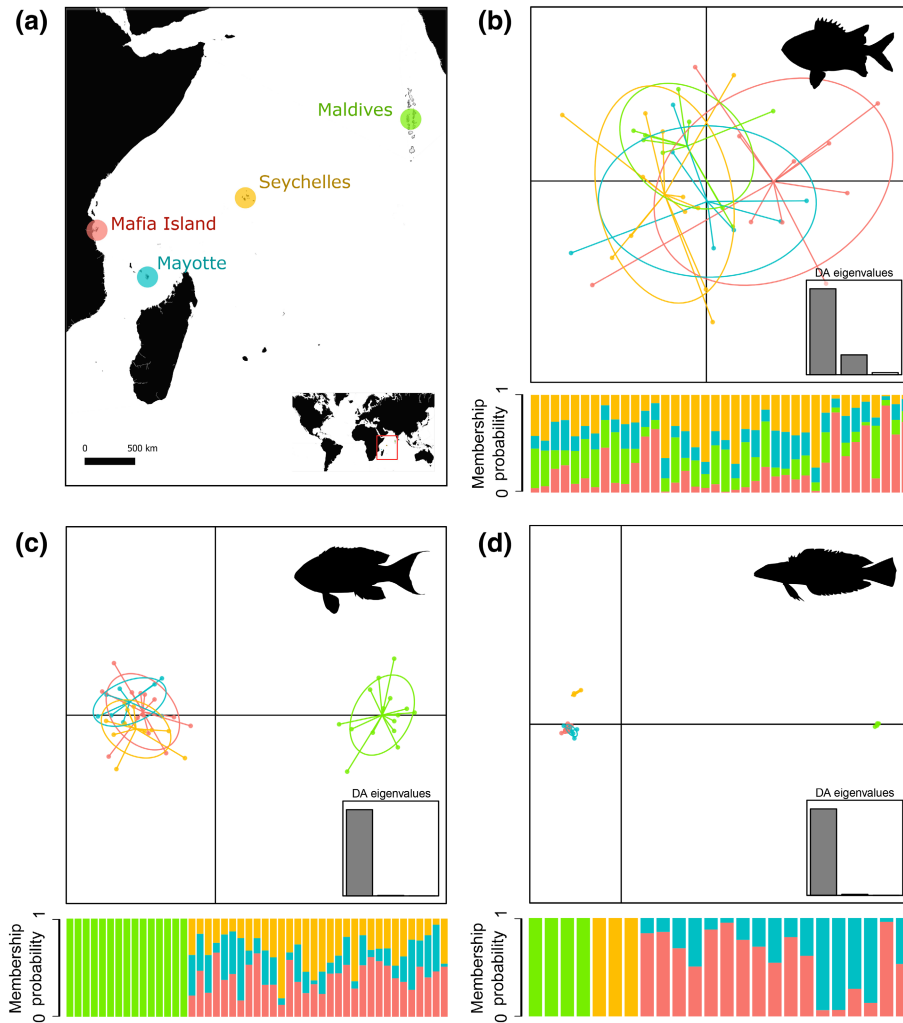 (a)
Maldives
Seychelles
Mafia Island
Mayotte
0 500 km
(b)
DA eigenvalues
Membership
probability
0 1
(c)
DA eigenvalues
Membership
probability
0 1
(d)
DA eigenvalues
Membership
probability
0 1